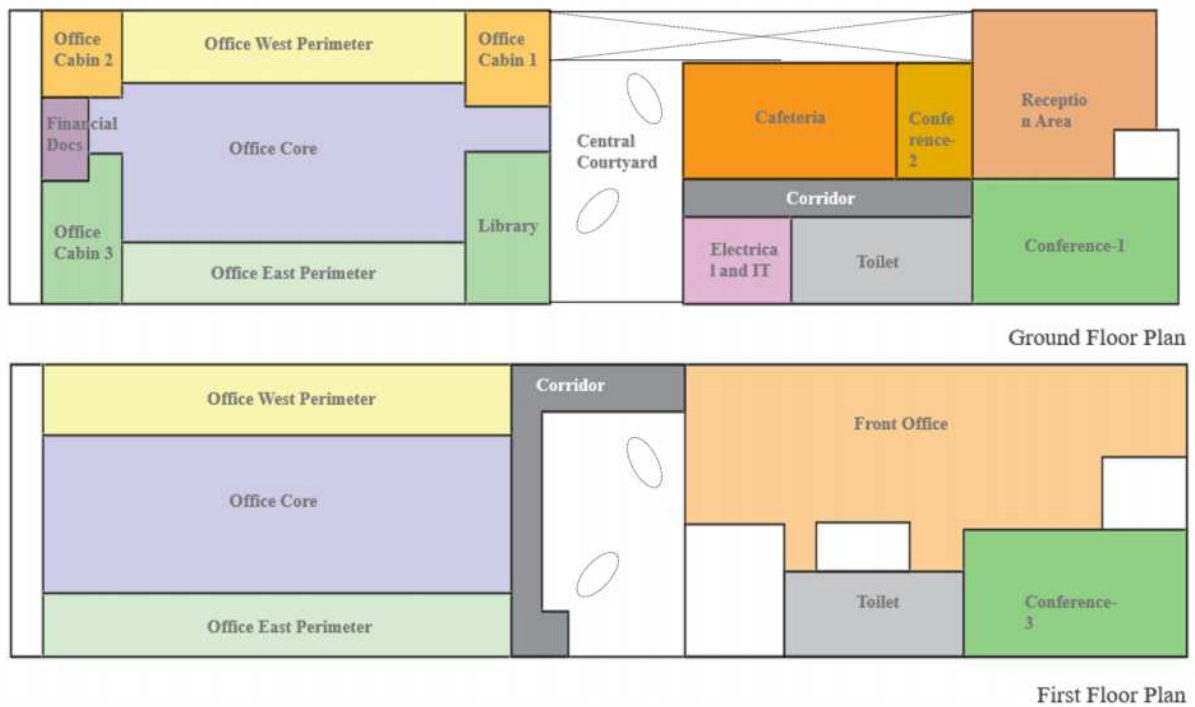 Office
Cabin 2
Office West Perimeter
Office
Cabin 1
Financial
Docs
Office Core
Central
Courtyard
Cafeteria
Confe
rence-
2
Receptio
n Area
Corridor
Office
Cabin 3
Library
Office East Perimeter
Electrica
l and IT
Toilet
Conference-1
Ground Floor Plan
Office West Perimeter
Corridor
Front Office
Office Core
Office East Perimeter
Toilet
Conference-
3
First Floor Plan